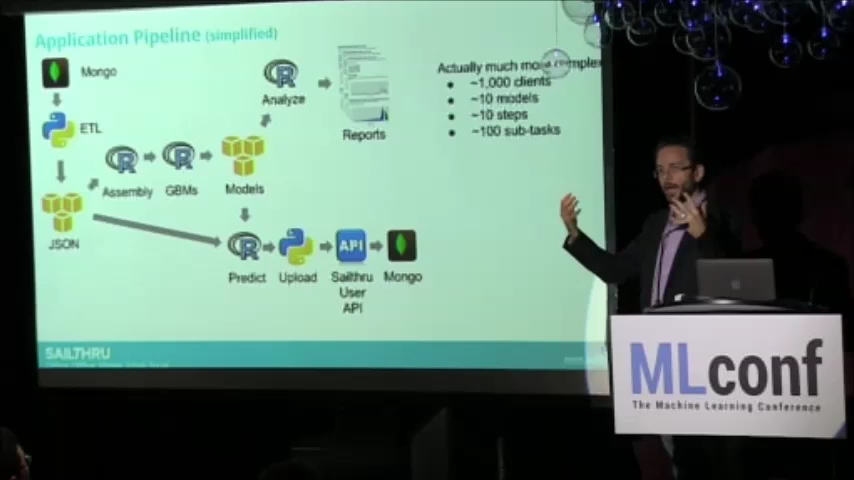 Application Pipeline (simplified)
Mongo
ETL
JSON
Assembly
GBMs
Models
Analyze
Reports
Predict
Upload
API
Sailthru
User
API
Mongo
Actually much more complex
~1,000 clients
~10 models
~10 steps
~100 sub-tasks
SAILTHRU
MLconf
The Machine Learning Conference